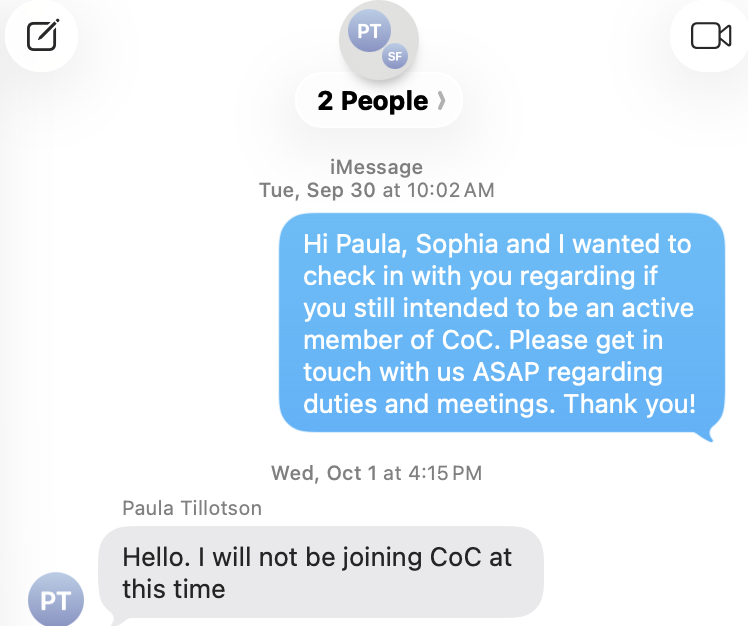 PT
SF
2 People
iMessage
Tue, Sep 30 at 10:02 AM
Hi Paula, Sophia and I wanted to
check in with you regarding if
you still intended to be an active
member of CoC. Please get in
touch with us ASAP regarding
duties and meetings. Thank you!
Wed, Oct 1 at 4:15 PM
Paula Tillotson
Hello. I will not be joining CoC at
this time
PT